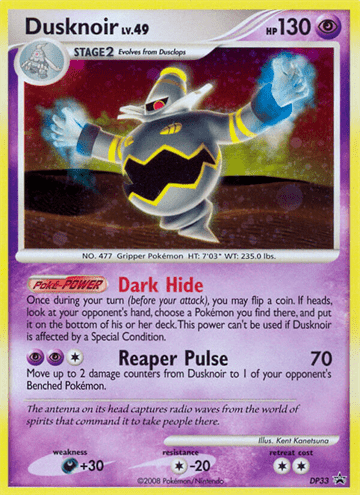 Dusknoir LV.49 HP 130
STAGE2 Evolves from Dusclops
NO. 477 Gripper Pokémon HT: 7'03" WT: 235.0 lbs.
Poké-POWER Dark Hide
Once during your turn (before your attack), you may flip a coin. If heads,
look at your opponent's hand, choose a Pokémon you find there, and put
it on the bottom of his or her deck. This power can't be used if Dusknoir
is affected by a Special Condition.
Reaper Pulse 70
Move up to 2 damage counters from Dusknoir to 1 of your opponent's
Benched Pokémon.
The antenna on its head captures radio waves from the world of
spirits that command it to take people there.
Illus. Kent Kanetsuna
weakness resistance retreat cost
+30 -20
©2008 Pokémon/Nintendo DP33